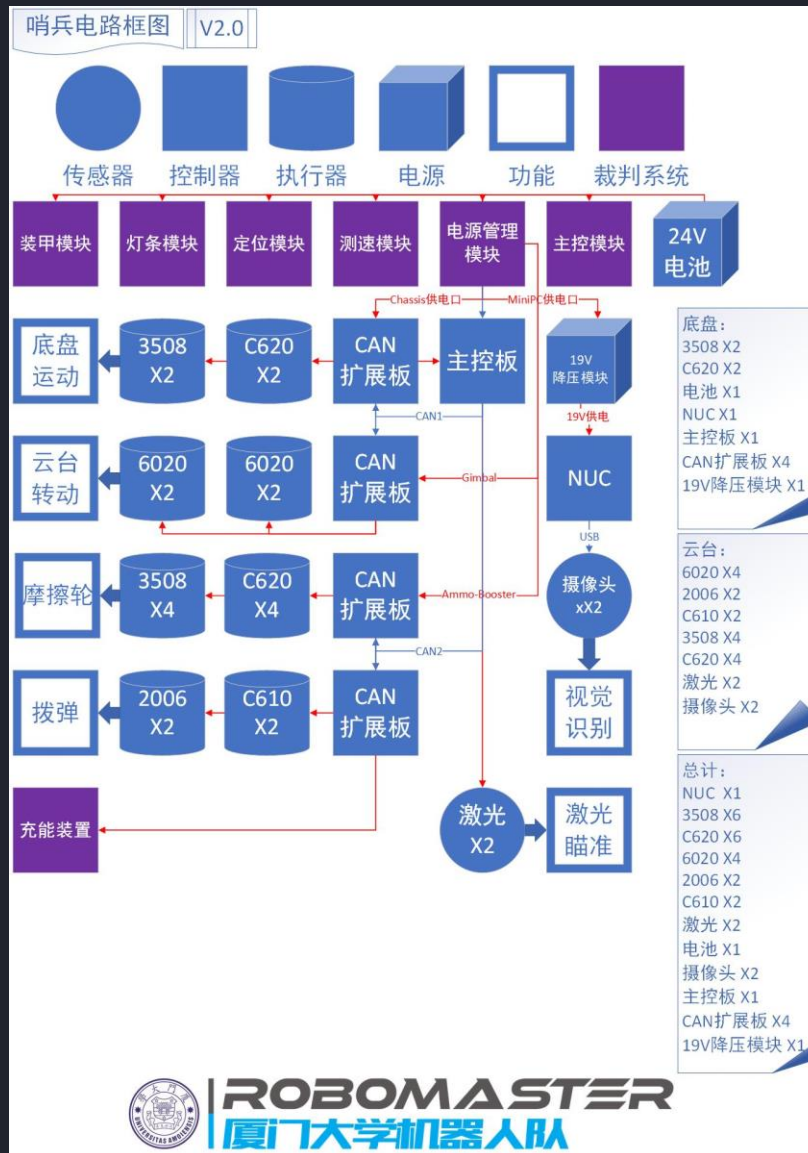 哨兵电路框图
V2.0
传感器
控制器
执行器
电源
功能
裁判系统
装甲模块
灯条模块
定位模块
测速模块
电源管理
模块
主控模块
24V
电池
Chassis供电口
MiniPC供电口
底盘
运动
3508
X2
C620
X2
CAN
扩展板
主控板
19V
降压模块
CAN1
19V供电
云台
转动
6020
X2
6020
X2
CAN
扩展板
Gimbal
NUC
USB
摩擦轮
3508
X4
C620
X4
CAN
扩展板
Ammo-Booster
摄像头
xX2
CAN2
拨弹
2006
X2
C610
X2
CAN
扩展板
视觉
识别
充能装置
激光
X2
激光
瞄准
底盘：
3508 X2
C620 X2
电池 X1
NUC X1
主控板 X1
CAN扩展板 X4
19V降压模块 X1
云台：
6020 X4
2006 X2
C610 X2
3508 X4
C620 X4
激光 X2
摄像头 X2
总计：
NUC X1
3508 X6
C620 X6
6020 X4
2006 X2
C610 X2
激光 X2
电池 X1
摄像头 X2
主控板 X1
CAN扩展板 X4
19V降压模块 X1
ROBOMASTER
厦门大学机器人队